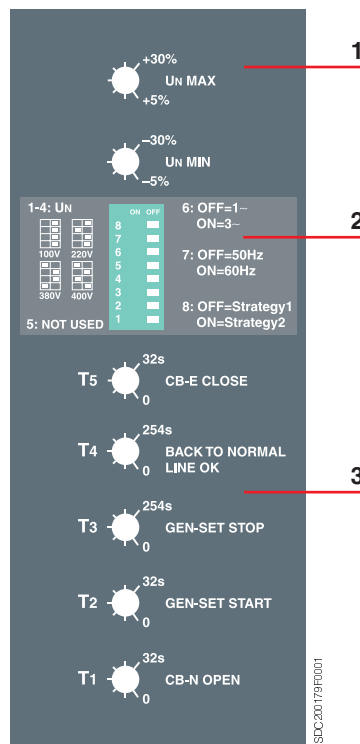 +30%
UN MAX
+5%
1
–30%
UN MIN
–5%
1-4: UN
100V 220V
380V 400V
5: NOT USED
ON OFF
8
7
6
5
4
3
2
1
6: OFF=1~
ON=3~
7: OFF=50Hz
ON=60Hz
8: OFF=Strategy1
ON=Strategy2
2
32s
T5 CB-E CLOSE
0
254s
T4 BACK TO NORMAL
LINE OK
0
3
254s
T3 GEN-SET STOP
0
32s
T2 GEN-SET START
0
32s
T1 CB-N OPEN
0
SDC200179F0001